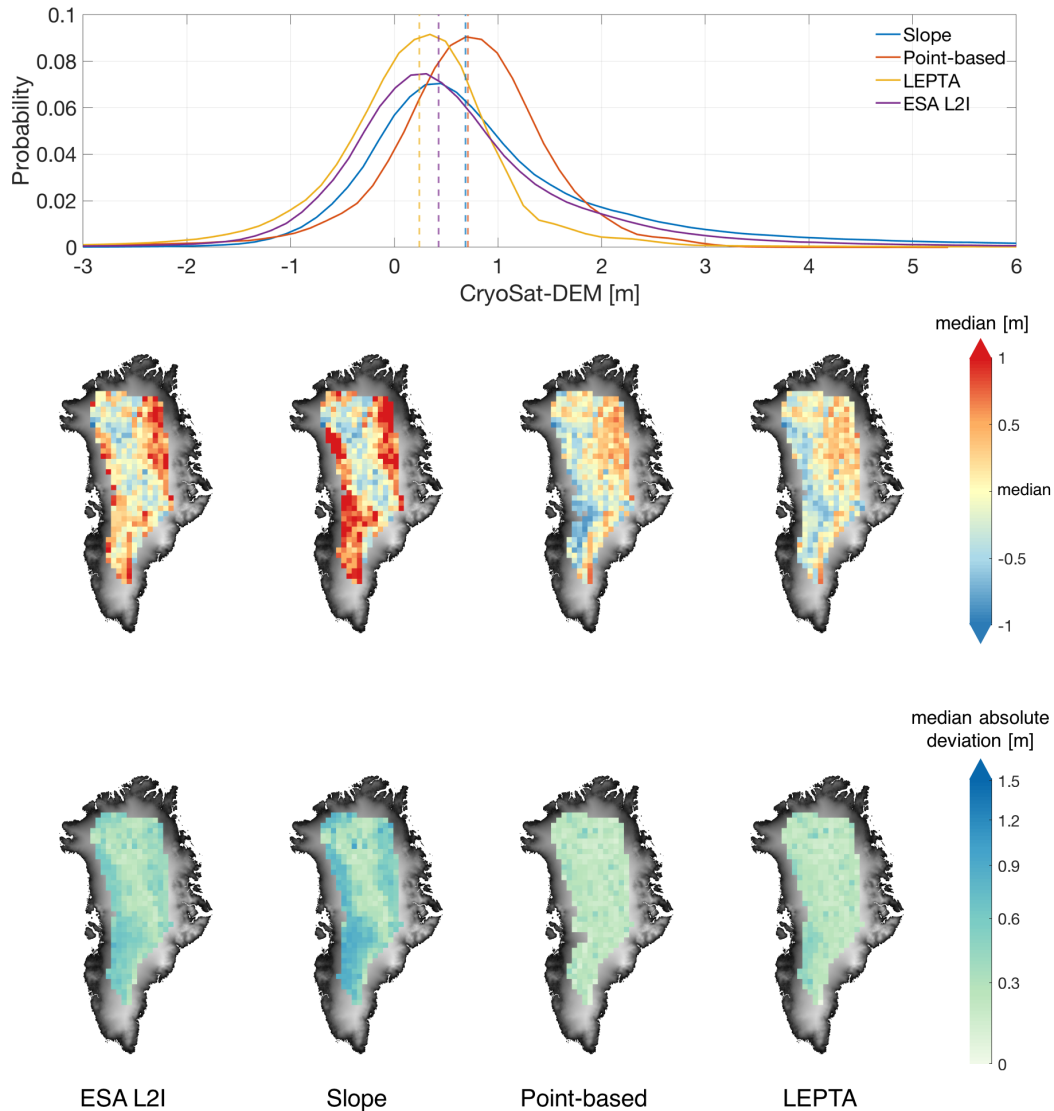 0.1
0.08
0.06
0.04
0.02
0
Probability
-3 -2 -1 0 1 2 3 4 5 6
CryoSat-DEM [m]
Slope
Point-based
LEPTA
ESA L2I
median [m]
1
0.5
median
-0.5
-1
median absolute
deviation [m]
1.5
1.2
0.9
0.6
0.3
0
ESA L2I Slope Point-based LEPTA